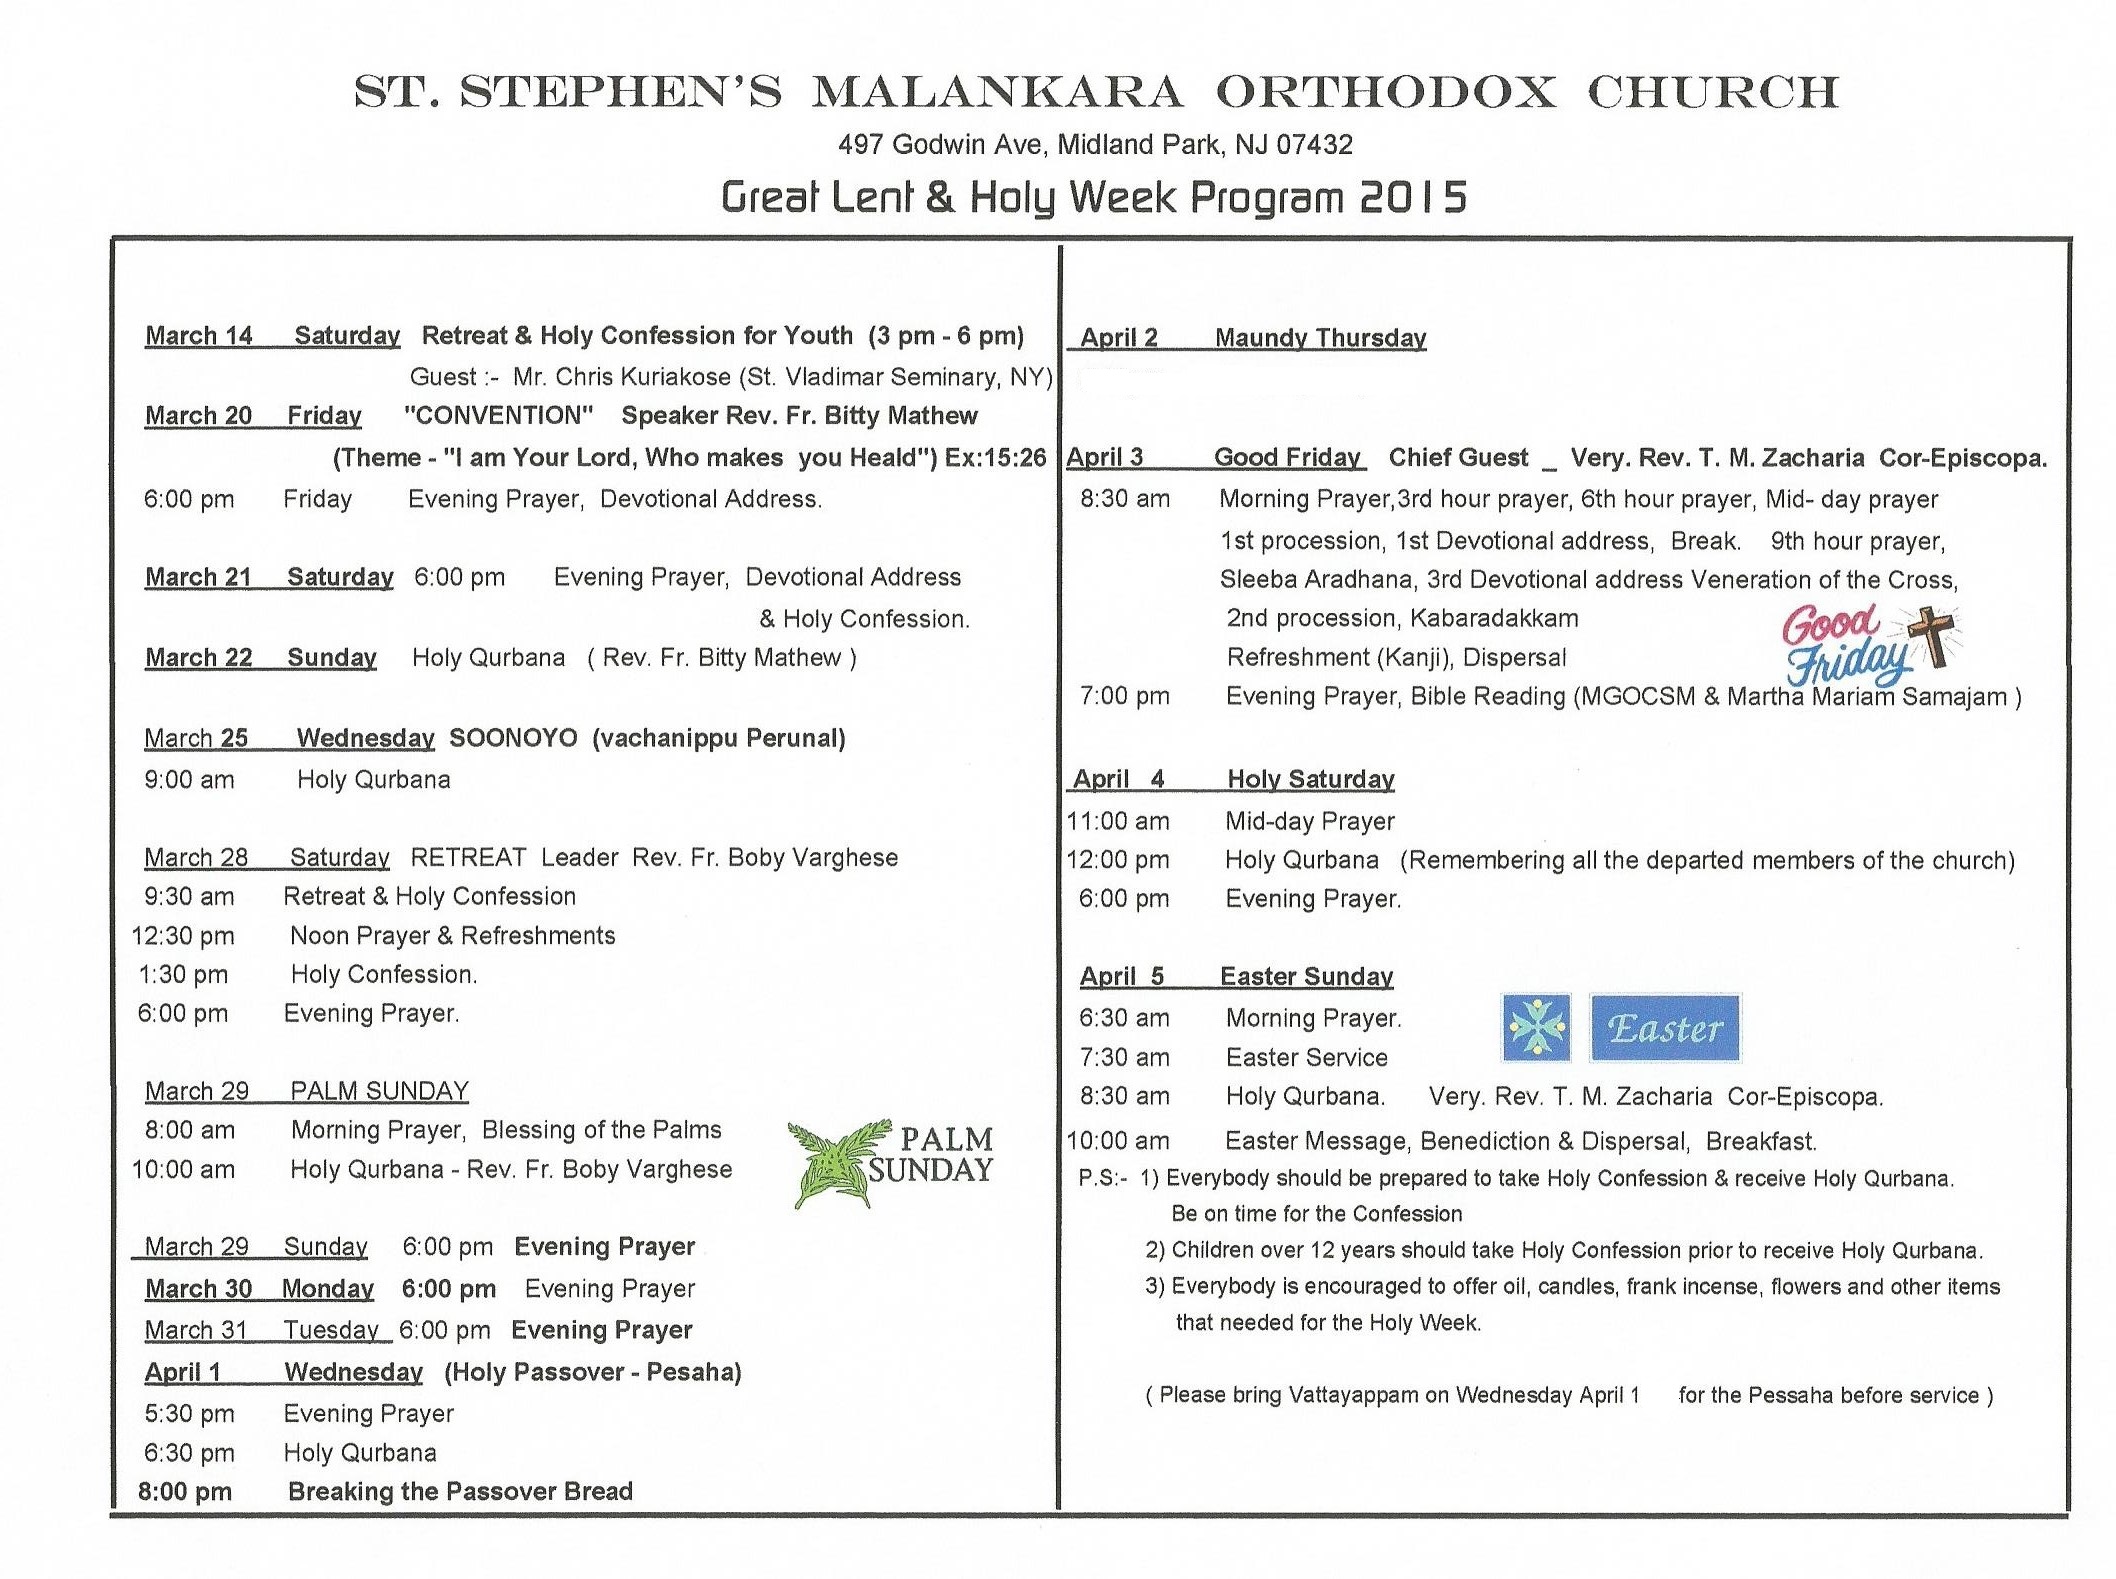 ST. STEPHEN'S MALANKARA ORTHODOX CHURCH
497 Godwin Ave, Midland Park, NJ 07432
Great Lent & Holy Week Program 2015
March 14 Saturday Retreat & Holy Confession for Youth (3 pm - 6 pm)
Guest :- Mr. Chris Kuriakose (St. Vladimar Seminary, NY)
March 20 Friday "CONVENTION" Speaker Rev. Fr. Bitty Mathew
(Theme - "I am Your Lord, Who makes you Heald") Ex:15:26
6:00 pm Friday Evening Prayer, Devotional Address.
March 21 Saturday 6:00 pm Evening Prayer, Devotional Address
& Holy Confession.
March 22 Sunday Holy Qurbana ( Rev. Fr. Bitty Mathew )
March 25 Wednesday SOONOYO (vachanippu Perunal)
9:00 am Holy Qurbana
March 28 Saturday RETREAT Leader Rev. Fr. Boby Varghese
9:30 am Retreat & Holy Confession
12:30 pm Noon Prayer & Refreshments
1:30 pm Holy Confession.
6:00 pm Evening Prayer.
March 29 PALM SUNDAY
8:00 am Morning Prayer, Blessing of the Palms
10:00 am Holy Qurbana - Rev. Fr. Boby Varghese
PALM
SUNDAY
March 29 Sunday 6:00 pm Evening Prayer
March 30 Monday 6:00 pm Evening Prayer
March 31 Tuesday 6:00 pm Evening Prayer
April 1 Wednesday (Holy Passover - Pesaha)
5:30 pm Evening Prayer
6:30 pm Holy Qurbana
8:00 pm Breaking the Passover Bread
April 2 Maundy Thursday
April 3 Good Friday Chief Guest _ Very. Rev. T. M. Zacharia Cor-Episcopa.
8:30 am Morning Prayer,3rd hour prayer, 6th hour prayer, Mid- day prayer
1st procession, 1st Devotional address, Break. 9th hour prayer,
Sleeba Aradhana, 3rd Devotional address Veneration of the Cross,
2nd procession, Kabaradakkam
Refreshment (Kanji), Dispersal
Good
Friday
7:00 pm Evening Prayer, Bible Reading (MGOCSM & Martha Mariam Samajam )
April 4 Holy Saturday
11:00 am Mid-day Prayer
12:00 pm Holy Qurbana (Remembering all the departed members of the church)
6:00 pm Evening Prayer.
April 5 Easter Sunday
6:30 am Morning Prayer.
7:30 am Easter Service
Easter
8:30 am Holy Qurbana. Very. Rev. T. M. Zacharia Cor-Episcopa.
10:00 am Easter Message, Benediction & Dispersal, Breakfast.
P.S:- 1) Everybody should be prepared to take Holy Confession & receive Holy Qurbana.
Be on time for the Confession
2) Children over 12 years should take Holy Confession prior to receive Holy Qurbana.
3) Everybody is encouraged to offer oil, candles, frank incense, flowers and other items
that needed for the Holy Week.
( Please bring Vattayappam on Wednesday April 1 for the Pessaha before service )